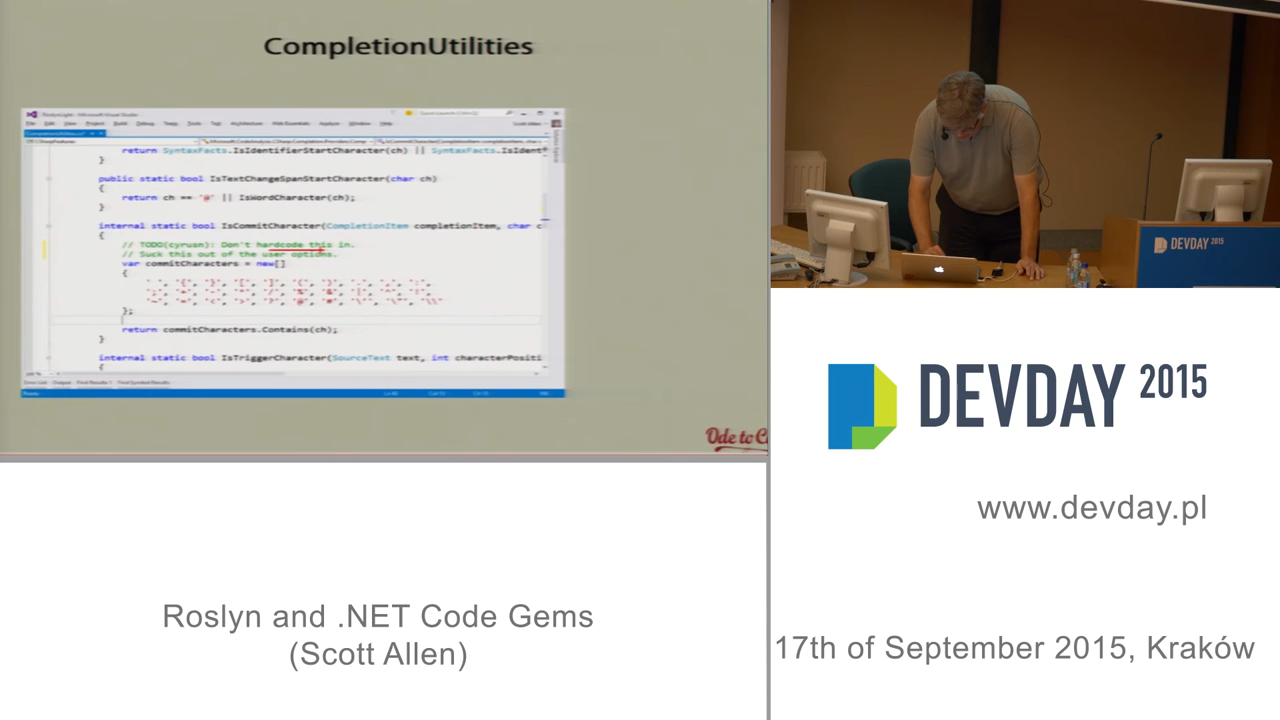 CompletionUtilities
return SyntaxFacts.IsIdentifierStartCharacter(ch) || SyntaxFacts.IsIdent
}
public static bool IsTextChangeSpanStartCharacter(char ch)
{
return ch == '@' || IsWordCharacter(ch);
}
internal static bool IsCommitCharacter(CompletionItem completionItem, char c
{
// TODO(cyrusn): Don't hardcode this in.
// Suck this out of the user options.
var commitCharacters = new[]
{
};
return commitCharacters.Contains(ch);
}
internal static bool IsTriggerCharacter(SourceText text, int characterPositi
{
Ode to C
DEVDAY 2015
DEVDAY 2015
www.devday.pl
Roslyn and .NET Code Gems
(Scott Allen)
17th of September 2015, Kraków